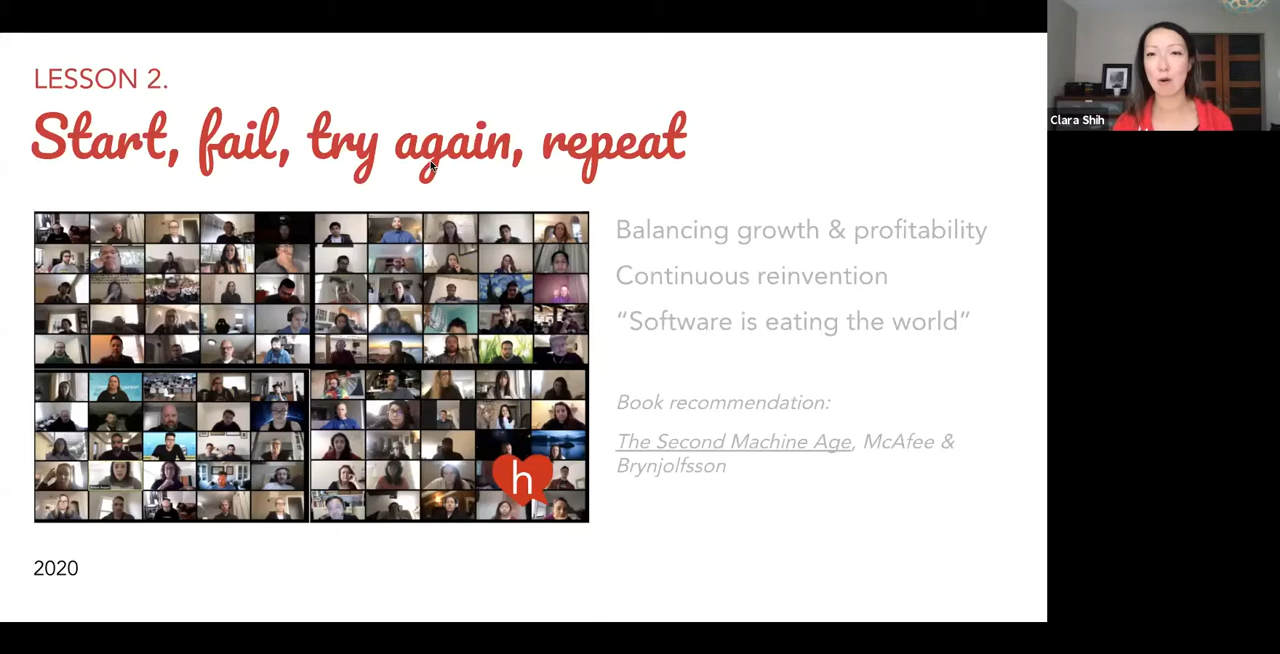 LESSON 2.
Start, fail, try again, repeat
Balancing growth & profitability
Continuous reinvention
“Software is eating the world”
Book recommendation:
The Second Machine Age, McAfee &
Brynjolfsson
h
2020
Clara Shih